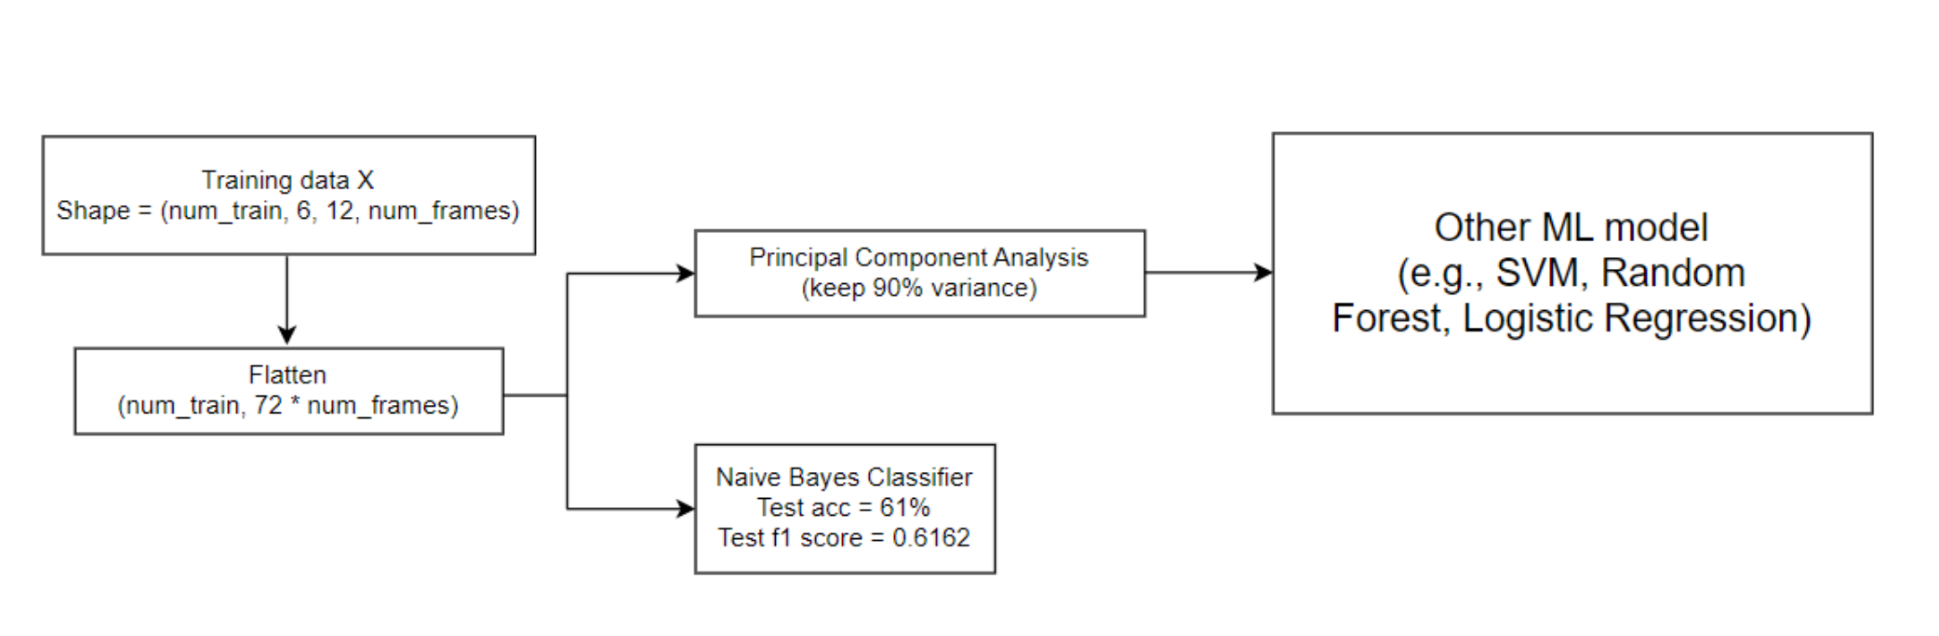 Training data X
Shape = (num_train, 6, 12, num_frames)
Flatten
(num_train, 72 * num_frames)
Principal Component Analysis
(keep 90% variance)
Naive Bayes Classifier
Test acc = 61%
Test f1 score = 0.6162
Other ML model
(e.g., SVM, Random
Forest, Logistic Regression)